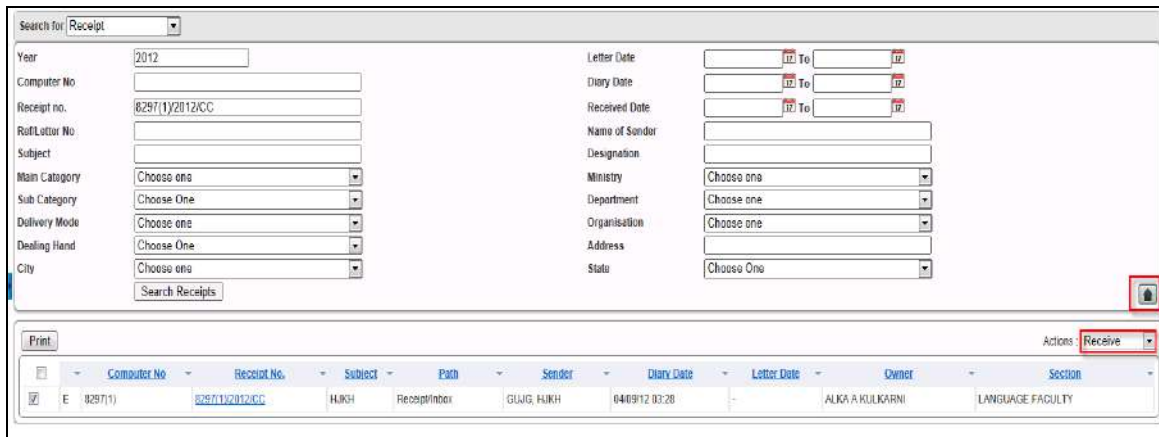 Search for Receipt
Year 2012 Letter Date To
Computer No Diary Date To
Receipt no. 8297(1)/2012/CC Received Date To
Ref/Letter No Name of Sender
Subject Designation
Main Category Choose one Ministry Choose one
Sub Category Choose One Department Choose one
Delivery Mode Choose one Organisation Choose one
Dealing Hand Choose One Address
City Choose one State Choose One
Search Receipts
Print Actions : Receive
Computer No Receipt No. Subject Path Sender Diary Date Letter Date Owner Section
E 8297(1) 8297(1)/2012/CC HJKH Receipt/Inbox GUJG, HJKH 04/09/12 03:28 - ALKA A KULKARNI LANGUAGE FACULTY